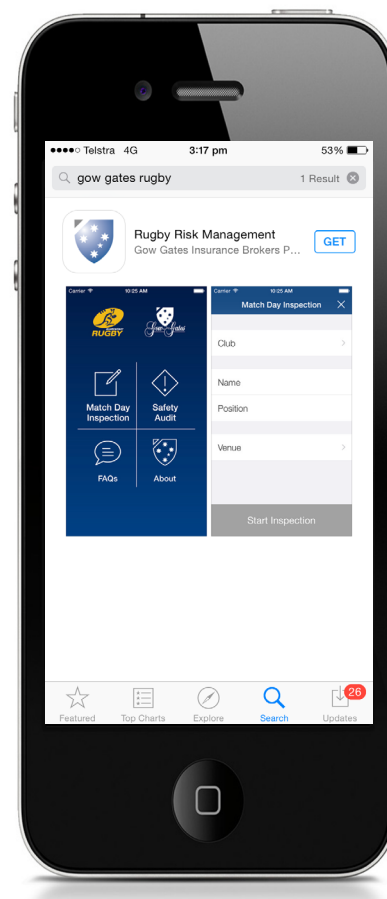 Telstra 4G 3:17 pm 53%
gow gates rugby 1 Result
Rugby Risk Management
Gow Gates Insurance Brokers P...
GET
Carrier 10:25 AM
RUGBY
Gow-Gates
Match Day
Inspection
Safety
Audit
FAQs
About
Carrier 10:25 AM
Match Day Inspection
Club
Name
Position
Venue
Start Inspection
26
Featured Top Charts Explore Search Updates